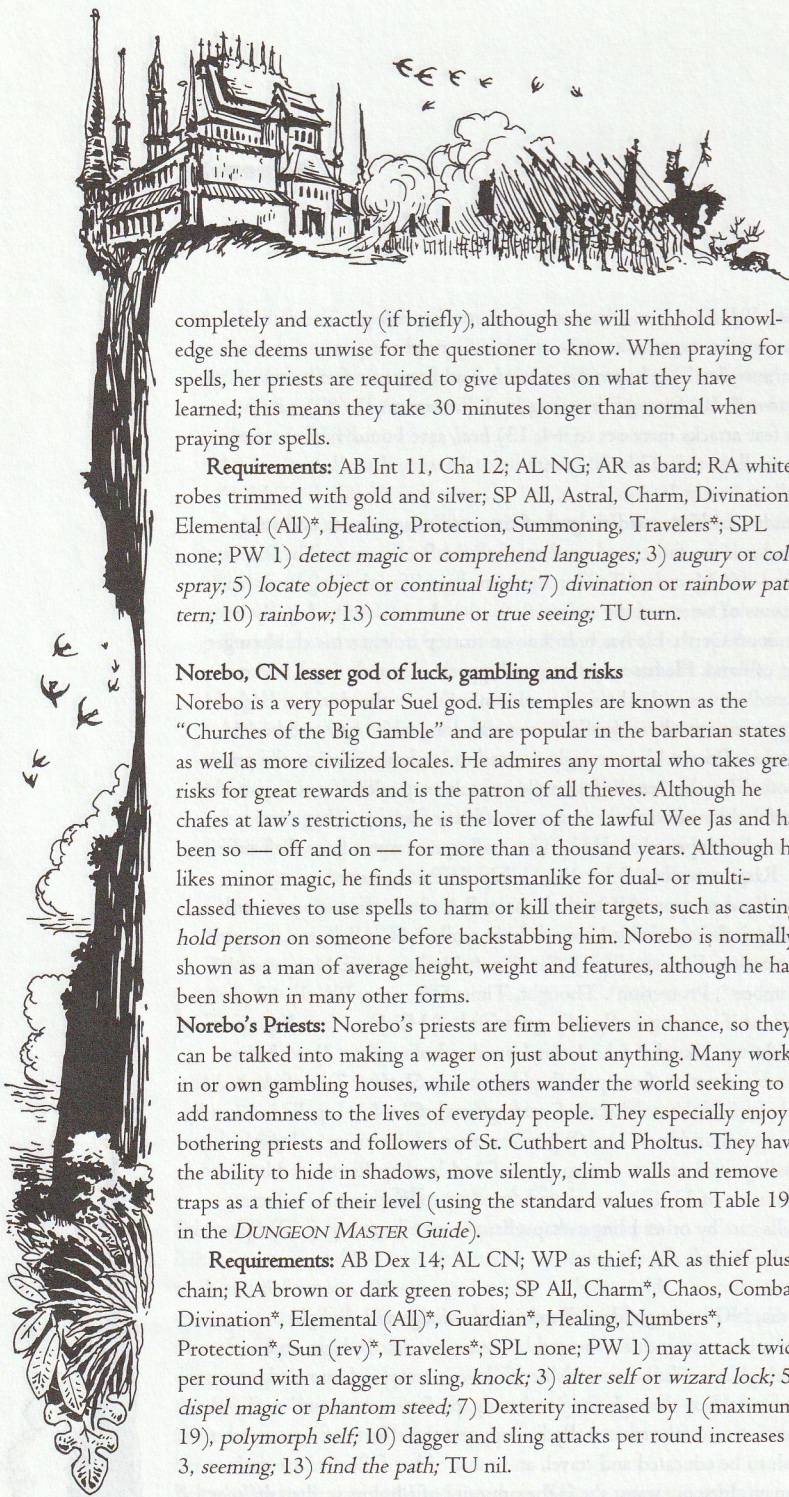 completely and exactly (if briefly), although she will withhold knowl-
edge she deems unwise for the questioner to know. When praying for
spells, her priests are required to give updates on what they have
learned; this means they take 30 minutes longer than normal when
praying for spells.
Requirements: AB Int 11, Cha 12; AL NG; AR as bard; RA white
robes trimmed with gold and silver; SP All, Astral, Charm, Divination
Elemental (All)*, Healing, Protection, Summoning, Travelers*; SPL
none; PW 1) detect magic or comprehend languages; 3) augury or col
spray; 5) locate object or continual light; 7) divination or rainbow pat-
tern; 10) rainbow; 13) commune or true seeing; TU turn.
Norebo, CN lesser god of luck, gambling and risks
Norebo is a very popular Suel god. His temples are known as the
“Churches of the Big Gamble” and are popular in the barbarian states
as well as more civilized locales. He admires any mortal who takes gre
risks for great rewards and is the patron of all thieves. Although he
chafes at law’s restrictions, he is the lover of the lawful Wee Jas and h
been so — off and on — for more than a thousand years. Although h
likes minor magic, he finds it unsportsmanlike for dual- or multi-
classed thieves to use spells to harm or kill their targets, such as casting
hold person on someone before backstabbing him. Norebo is normally
shown as a man of average height, weight and features, although he ha
been shown in many other forms.
Norebo’s Priests: Norebo’s priests are firm believers in chance, so they
can be talked into making a wager on just about anything. Many work
in or own gambling houses, while others wander the world seeking to
add randomness to the lives of everyday people. They especially enjoy
bothering priests and followers of St. Cuthbert and Pholtus. They hav
the ability to hide in shadows, move silently, climb walls and remove
traps as a thief of their level (using the standard values from Table 19
in the DUNGEON MASTER Guide).
Requirements: AB Dex 14; AL CN; WP as thief; AR as thief plus
chain; RA brown or dark green robes; SP All, Charm*, Chaos, Comba
Divination*, Elemental (All)*, Guardian*, Healing, Numbers*,
Protection*, Sun (rev)*, Travelers*; SPL none; PW 1) may attack twic
per round with a dagger or sling, knock; 3) alter self or wizard lock; 5
dispel magic or phantom steed; 7) Dexterity increased by 1 (maximum
19), polymorph self; 10) dagger and sling attacks per round increases
3, seeming; 13) find the path; TU nil.